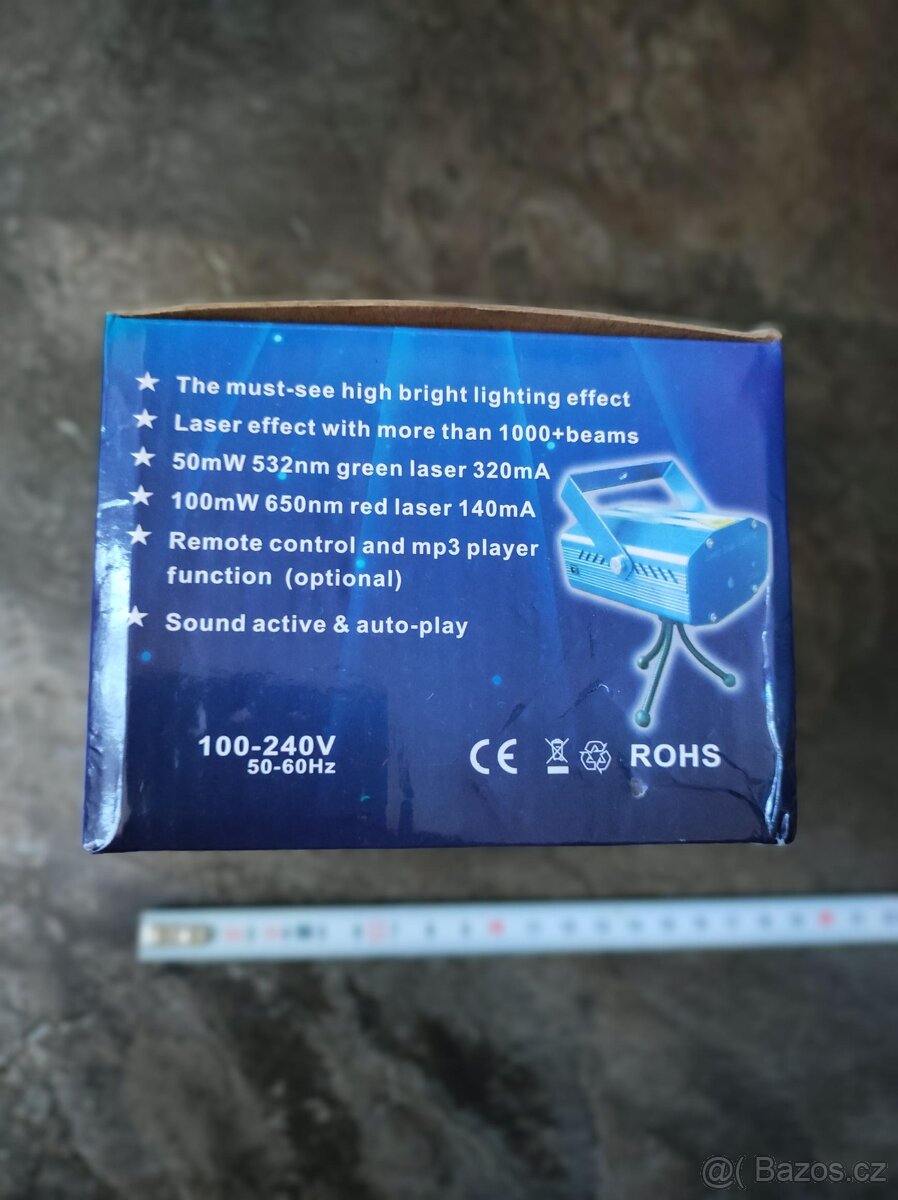 The must-see high bright lighting effect
Laser effect with more than 1000+beams
50mW 532nm green laser 320mA
100mW 650nm red laser 140mA
Remote control and mp3 player
function (optional)
Sound active & auto-play
100-240V
50-60Hz
CE
ROHS
@( Bazos.cz